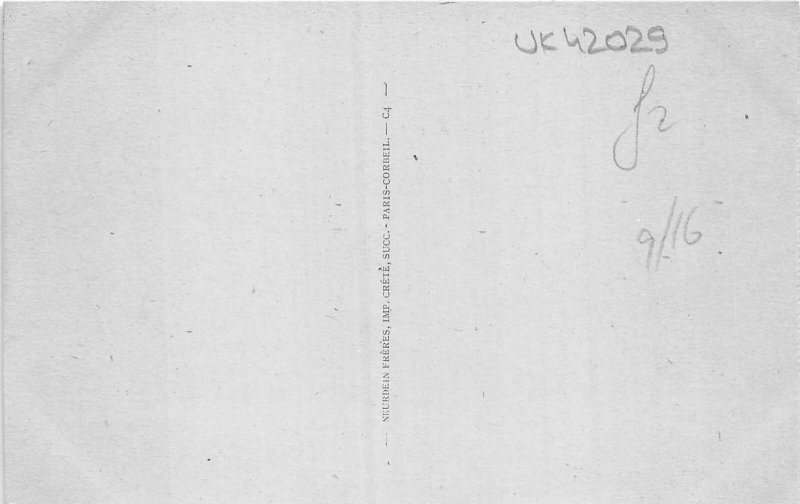 UK42029
f2
9/16
— NEURDEIN FRÈRES, IMP. CRÉTÉ, SUCC. - PARIS-CORBEIL. — C4 —